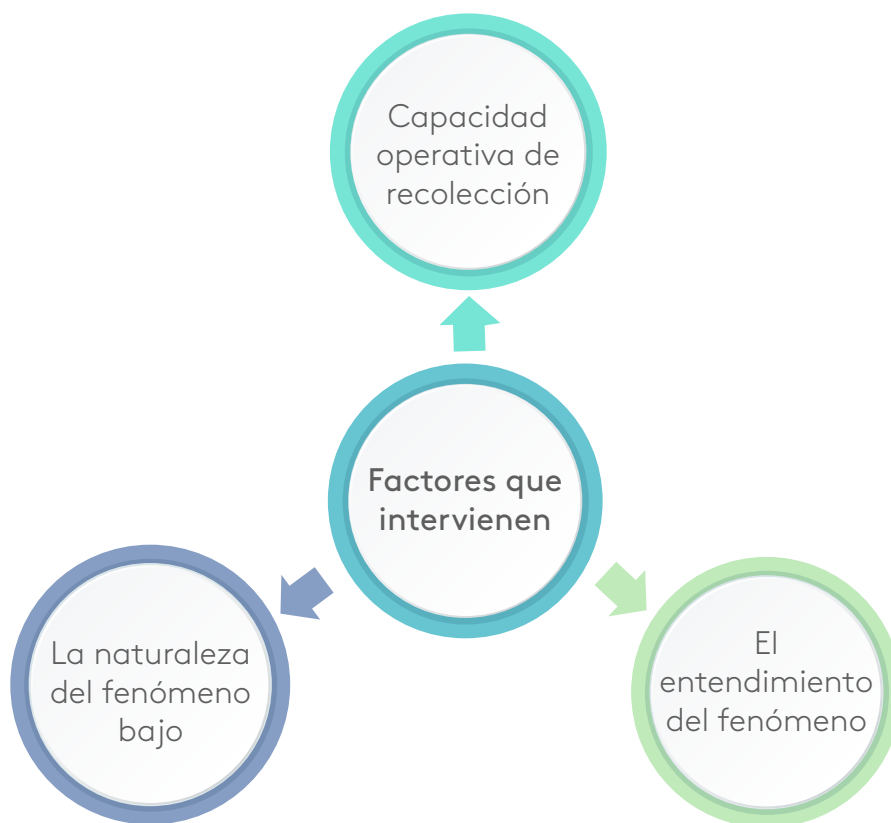 Capacidad
operativa de
recolección
Factores que
intervienen
La naturaleza
del fenómeno
bajo
El
entendimiento
del fenómeno